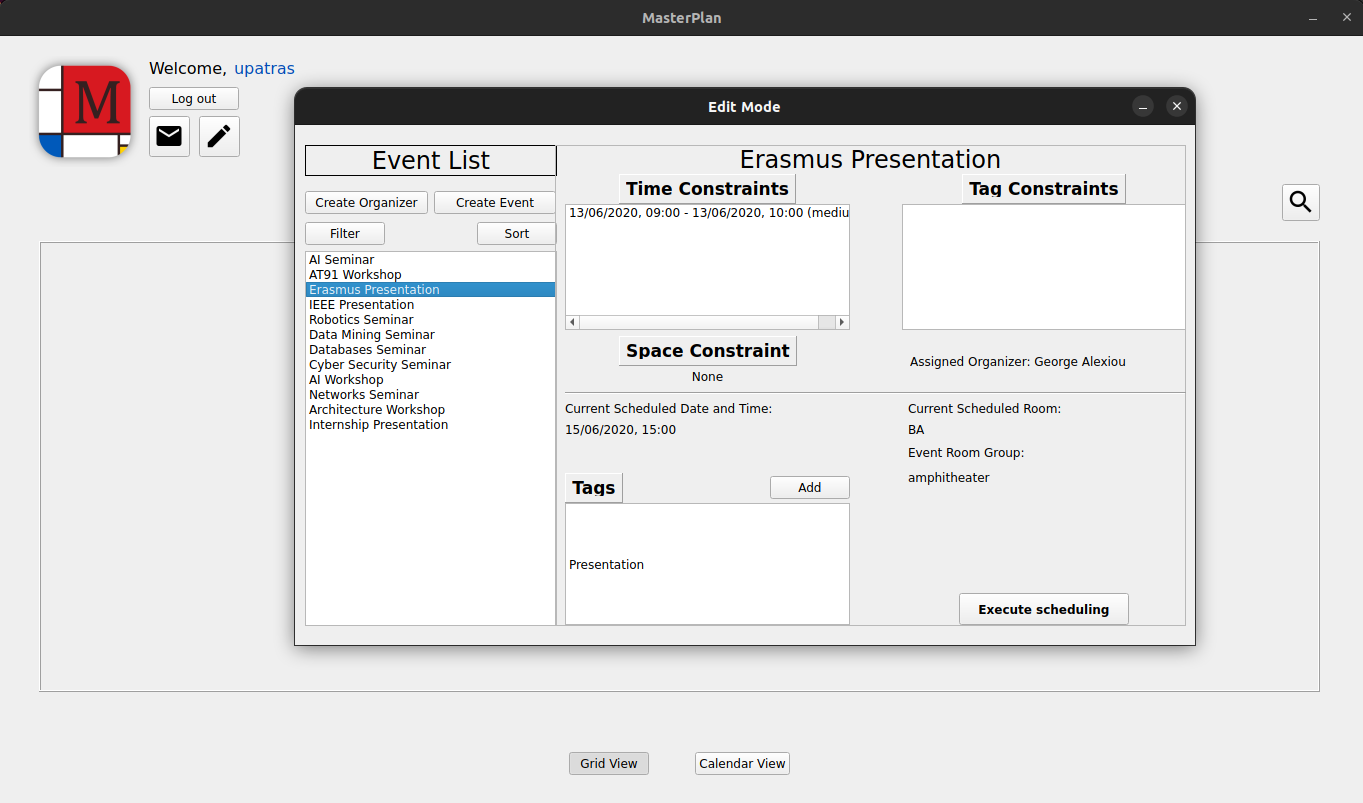 MasterPlan
M
Welcome, upatras
Log out
Edit Mode
Event List
Create Organizer
Create Event
Filter
Sort
AI Seminar
AT91 Workshop
Erasmus Presentation
IEEE Presentation
Robotics Seminar
Data Mining Seminar
Databases Seminar
Cyber Security Seminar
AI Workshop
Networks Seminar
Architecture Workshop
Internship Presentation
Erasmus Presentation
Time Constraints
13/06/2020, 09:00 - 13/06/2020, 10:00 (mediu
Tag Constraints
Space Constraint
None
Assigned Organizer: George Alexiou
Current Scheduled Date and Time:
15/06/2020, 15:00
Current Scheduled Room:
BA
Event Room Group:
amphitheater
Tags
Add
Presentation
Execute scheduling
Grid View
Calendar View